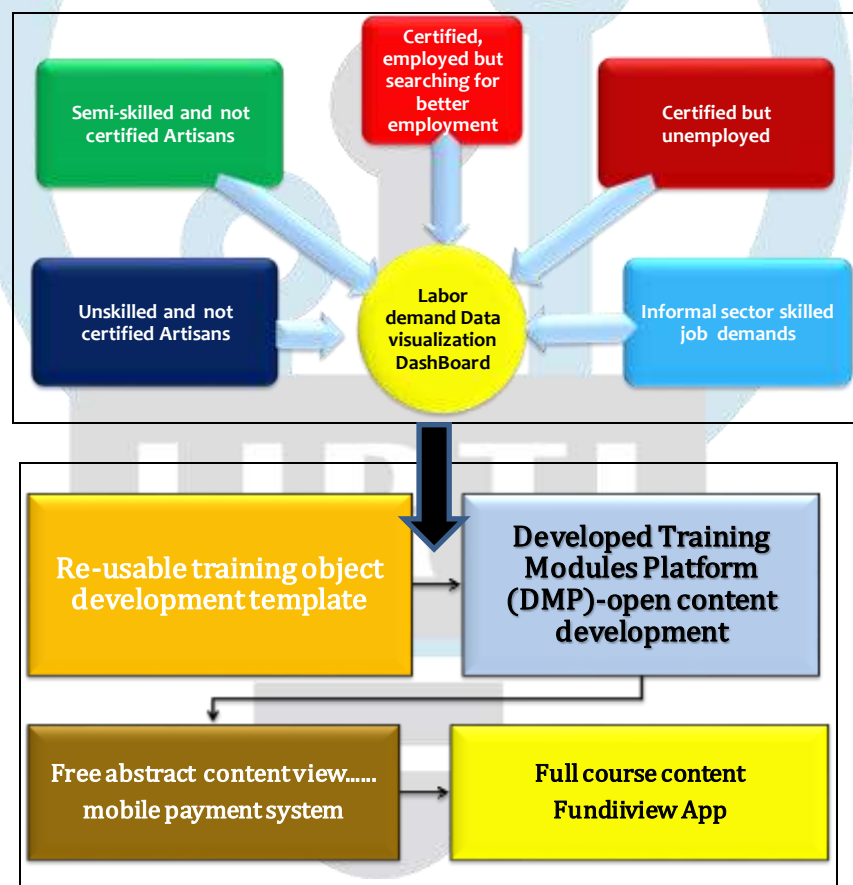 Certified,
employed but
searching for
better
employment
Semi-skilled and not
certified Artisans
Certified but
unemployed
Unskilled and not
certified Artisans
Labor
demand Data
visualization
DashBoard
Informal sector skilled
job demands
Re-usable training object
development template
Developed Training
Modules Platform
(DMP)-open content
development
Free abstract content view......
mobile payment system
Full course content
Fundiiview App